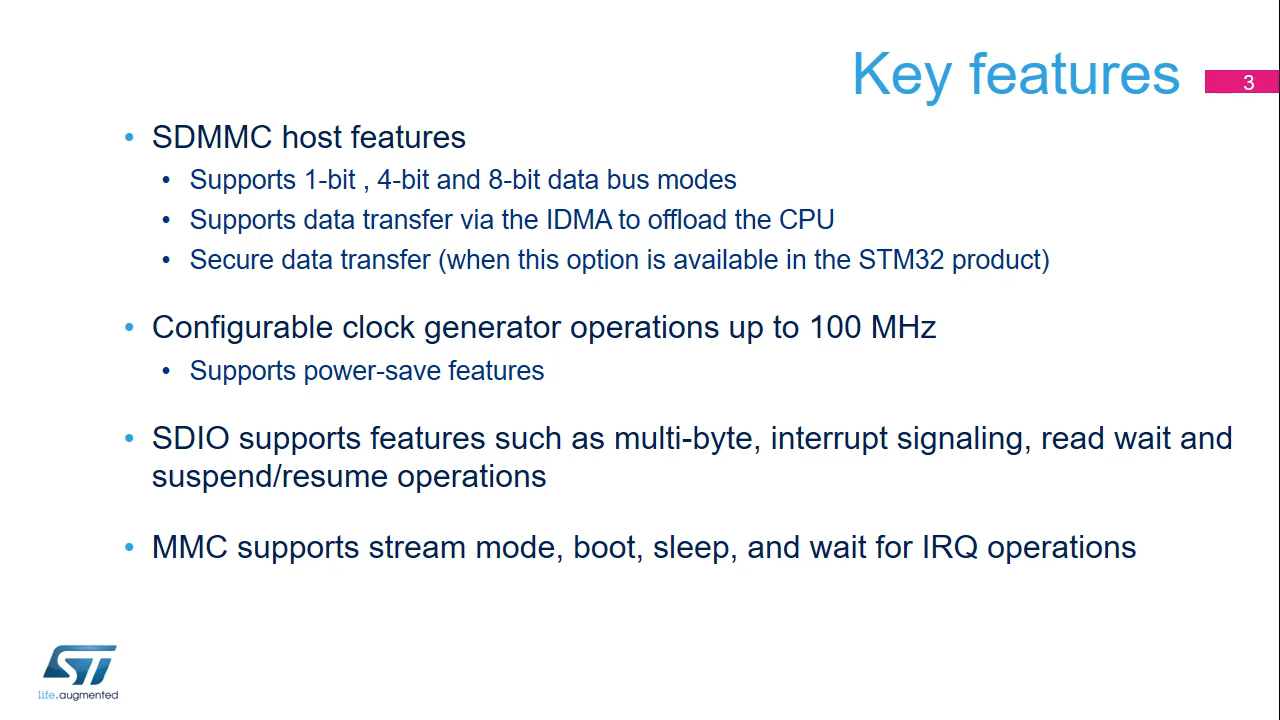 Key features
3
• SDMMC host features
• Supports 1-bit , 4-bit and 8-bit data bus modes
• Supports data transfer via the IDMA to offload the CPU
• Secure data transfer (when this option is available in the STM32 product)
• Configurable clock generator operations up to 100 MHz
• Supports power-save features
• SDIO supports features such as multi-byte, interrupt signaling, read wait and
suspend/resume operations
• MMC supports stream mode, boot, sleep, and wait for IRQ operations
ST
life.augmented